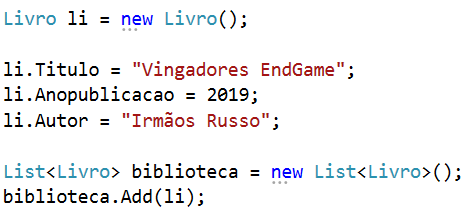 Livro li = new Livro();
li.Titulo = "Vingadores EndGame";
li.Anopublicacao = 2019;
li.Autor = "Irmãos Russo";
List<Livro> biblioteca = new List<Livro>();
biblioteca.Add(li);